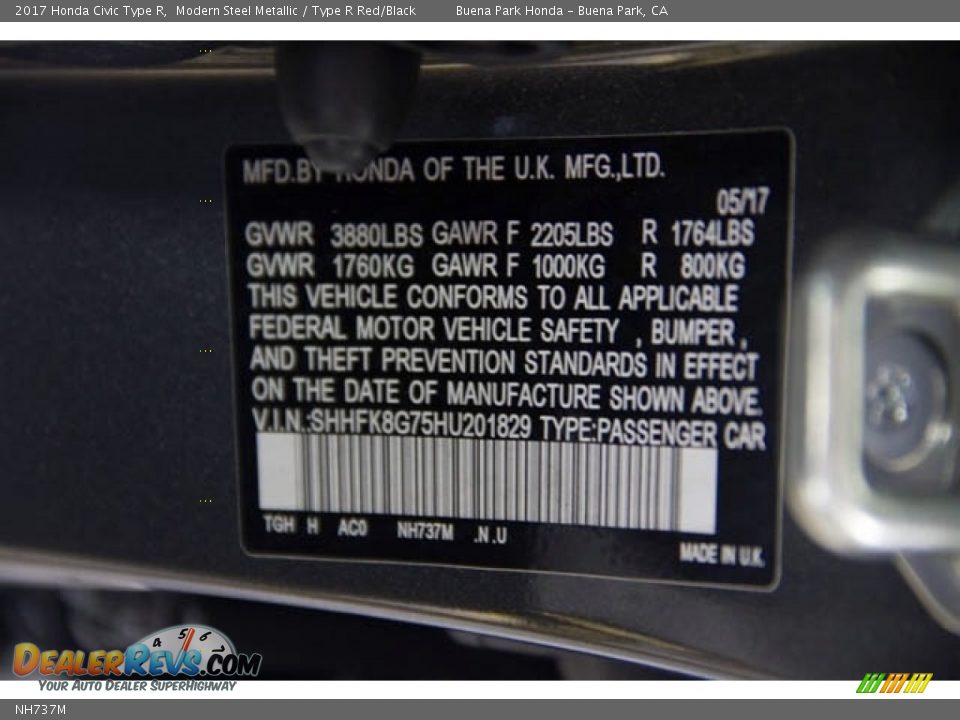 2017 Honda Civic Type R,  Modern Steel Metallic / Type R Red/Black    Buena Park Honda – Buena Park, CA
MFD.BY HONDA OF THE U.K. MFG.,LTD.
05/17
GVWR 3880LBS GAWR F 2205LBS R 1764LBS
GVWR 1760KG GAWR F 1000KG R 800KG
THIS VEHICLE CONFORMS TO ALL APPLICABLE
FEDERAL MOTOR VEHICLE SAFETY , BUMPER ,
AND THEFT PREVENTION STANDARDS IN EFFECT
ON THE DATE OF MANUFACTURE SHOWN ABOVE.
V.I.N.:SHHFK8G75HU201829 TYPE:PASSENGER CAR
TGH H AC0 NH737M .N.U
MADE IN U.K.
4 5 6
DEALERREVS.COM
YOUR AUTO DEALER SUPERHIGHWAY
NH737M